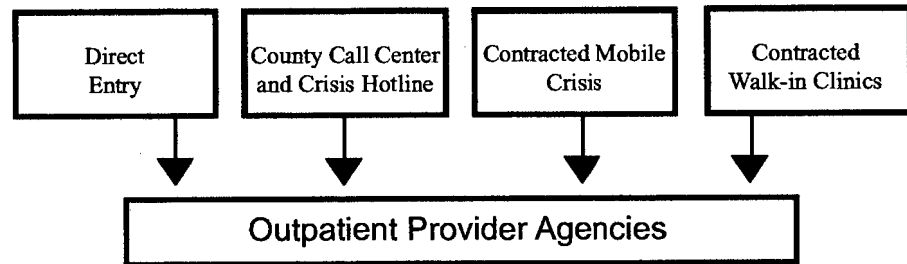 Direct
Entry
County Call Center
and Crisis Hotline
Contracted Mobile
Crisis
Contracted
Walk-in Clinics
Outpatient Provider Agencies